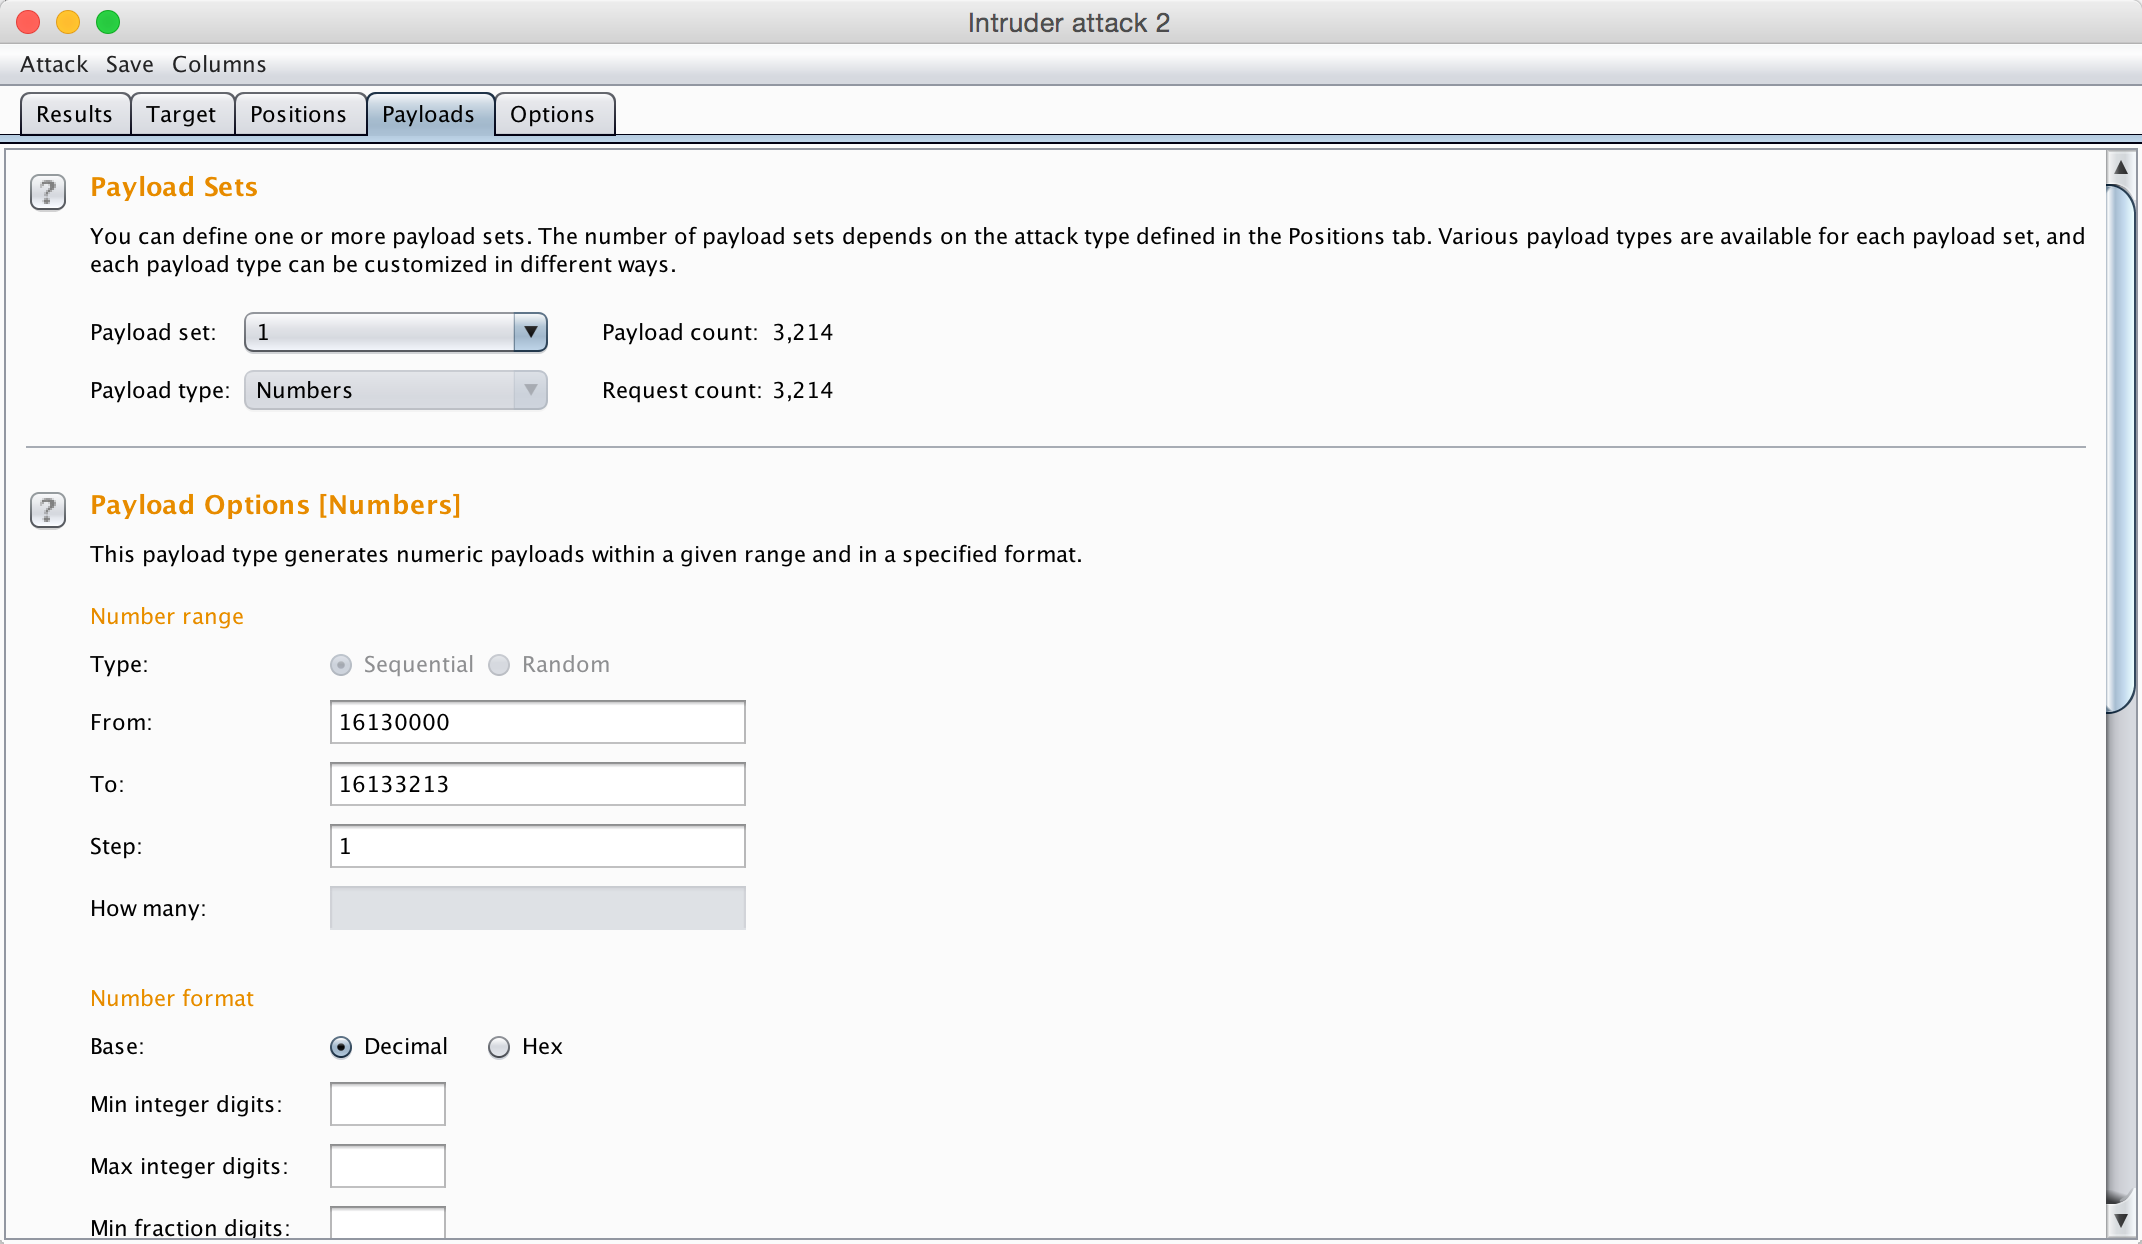 Intruder attack 2
Attack Save Columns
Results Target Positions Payloads Options
? Payload Sets
You can define one or more payload sets. The number of payload sets depends on the attack type defined in the Positions tab. Various payload types are available for each payload set, and
each payload type can be customized in different ways.
Payload set: 1 Payload count: 3,214
Payload type: Numbers Request count: 3,214
? Payload Options [Numbers]
This payload type generates numeric payloads within a given range and in a specified format.
Number range
Type: Sequential Random
From: 16130000
To: 16133213
Step: 1
How many:
Number format
Base: Decimal Hex
Min integer digits:
Max integer digits:
Min fraction digits: